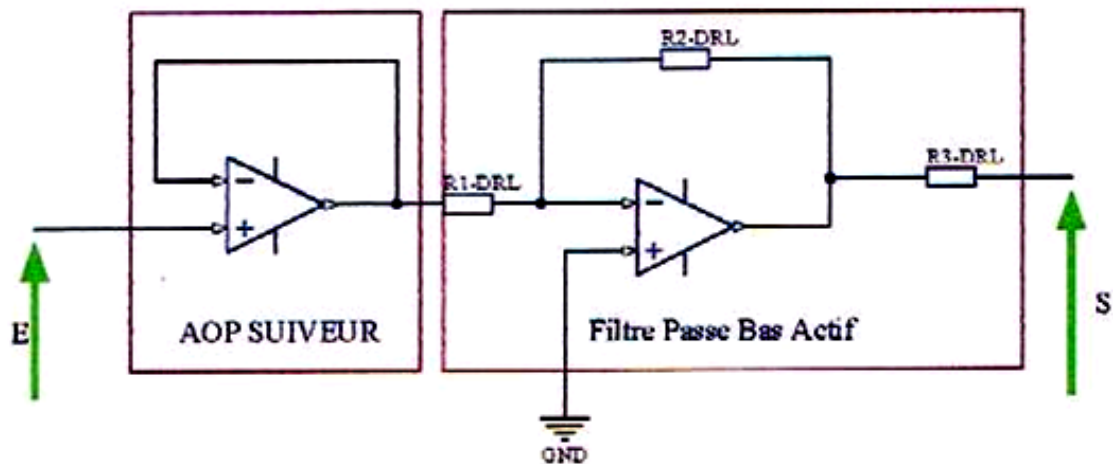 R2-DRL
R1-DRL
R3-DRL
E
AOP SUIVEUR
Filtre Passe Bas Actif
S
GND